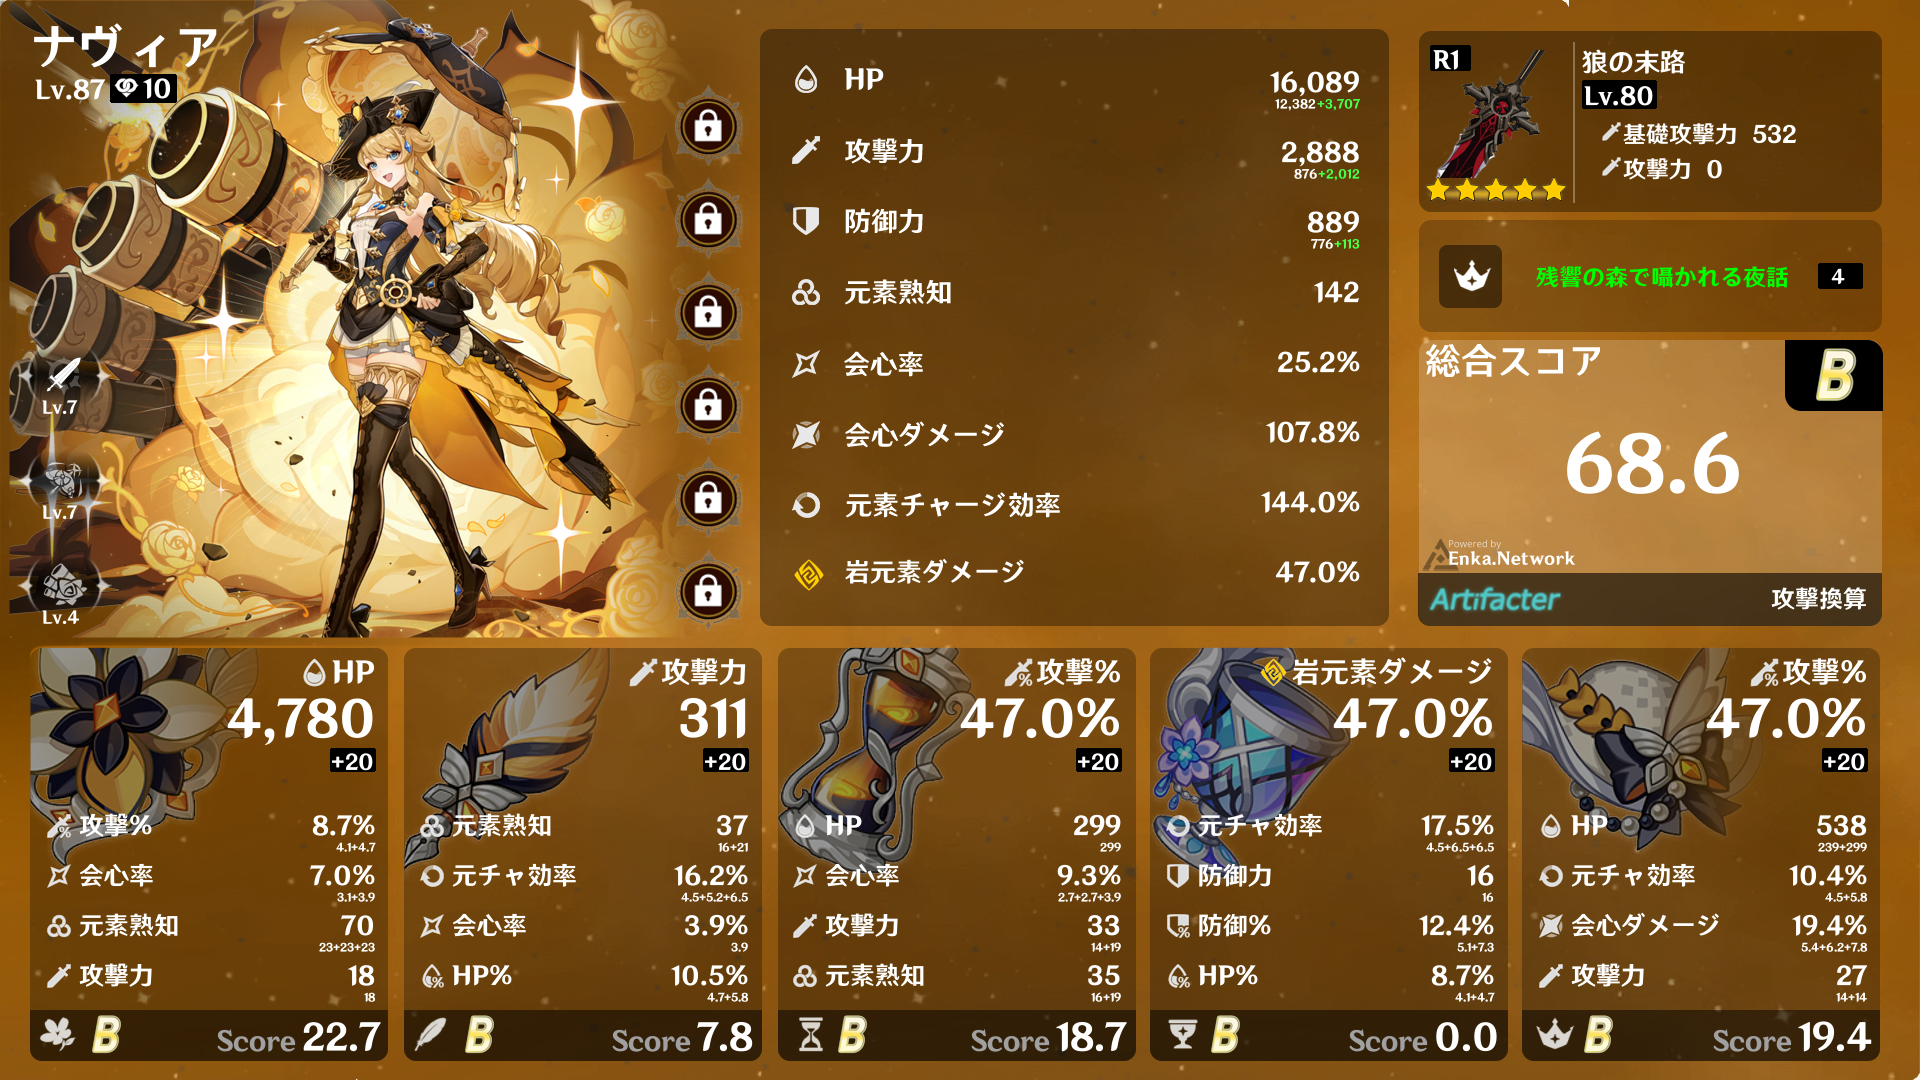 ナヴィア
Lv.87 10
Lv.7
Lv.7
Lv.4
HP 16,089
12,382+3,707
攻撃力 2,888
876+2,012
防御力 889
776+113
元素熟知 142
会心率 25.2%
会心ダメージ 107.8%
元素チャージ効率 144.0%
岩元素ダメージ 47.0%
R1
狼の末路
Lv.80
基礎攻撃力 532
攻撃力 0
残響の森で囁かれる夜話 4
総合スコア B
68.6
Powered by
Enka.Network
Artifacter 攻撃換算
HP
4,780
+20
攻撃% 8.7%
4.1+4.7
会心率 7.0%
3.1+3.9
元素熟知 70
23+23+23
攻撃力 18
18
B Score 22.7
攻撃力
311
+20
元素熟知 37
16+21
元チャ効率 16.2%
4.5+5.2+6.5
会心率 3.9%
3.9
HP% 10.5%
4.7+5.8
B Score 7.8
攻撃%
47.0%
+20
HP 299
299
会心率 9.3%
2.7+2.7+3.9
攻撃力 33
14+19
元素熟知 35
16+19
B Score 18.7
岩元素ダメージ
47.0%
+20
元チャ効率 17.5%
4.5+6.5+6.5
防御力 16
16
防御% 12.4%
5.1+7.3
HP% 8.7%
4.1+4.7
B Score 0.0
攻撃%
47.0%
+20
HP 538
239+299
元チャ効率 10.4%
4.5+5.8
会心ダメージ 19.4%
5.4+6.2+7.8
攻撃力 27
14+14
B Score 19.4